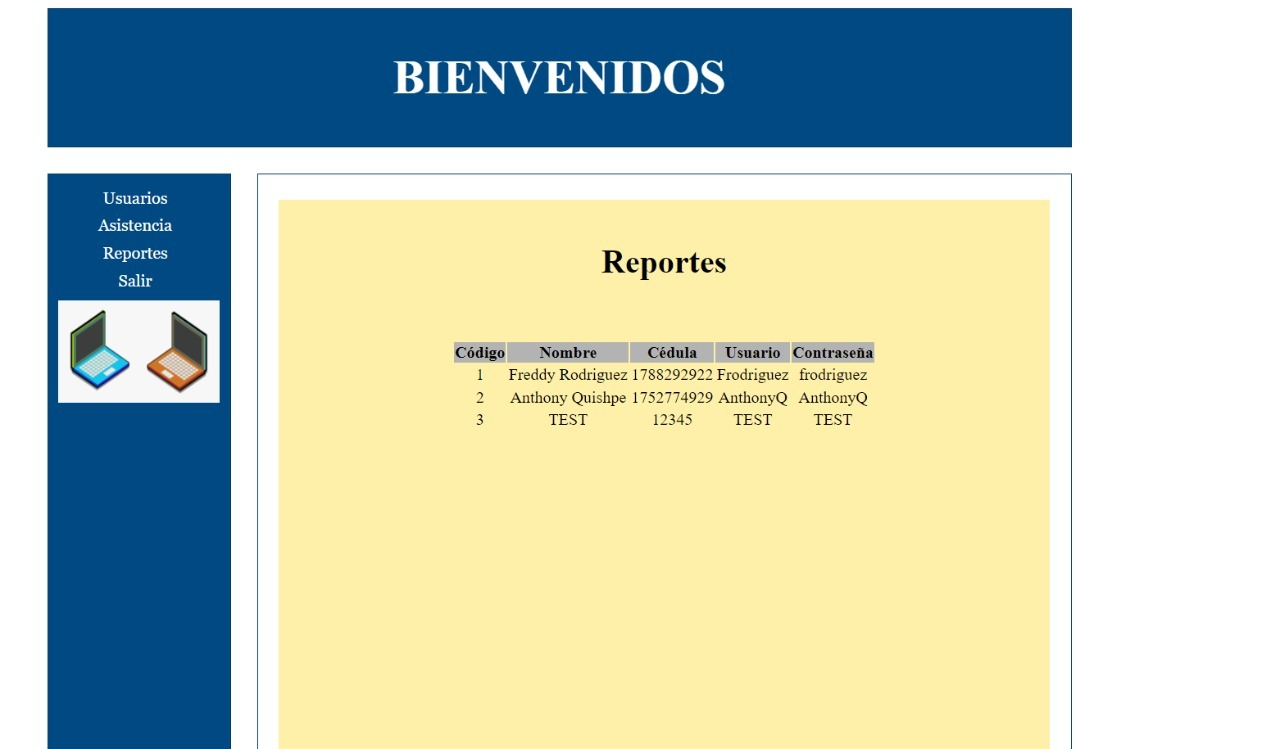 BIENVENIDOS
Usuarios
Asistencia
Reportes
Salir
Reportes
Código Nombre Cédula Usuario Contraseña
1 Freddy Rodriguez 1788292922 Frodriguez frodriguez
2 Anthony Quishpe 1752774929 AnthonyQ AnthonyQ
3 TEST 12345 TEST TEST